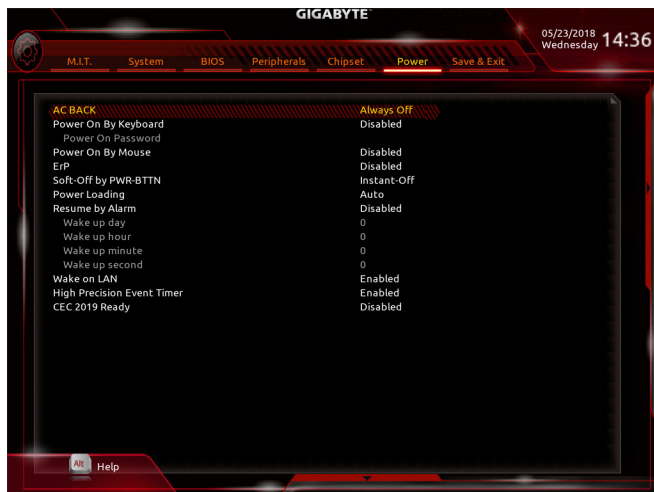 GIGABYTE™
05/23/2018 Wednesday 14:36
M.I.T. System BIOS Peripherals Chipset Power Save & Exit
AC BACK Always Off
Power On By Keyboard Disabled
Power On Password
Power On By Mouse Disabled
ErP Disabled
Soft-Off by PWR-BTTN Instant-Off
Power Loading Auto
Resume by Alarm Disabled
Wake up day 0
Wake up hour 0
Wake up minute 0
Wake up second 0
Wake on LAN Enabled
High Precision Event Timer Enabled
CEC 2019 Ready Disabled
Alt Help